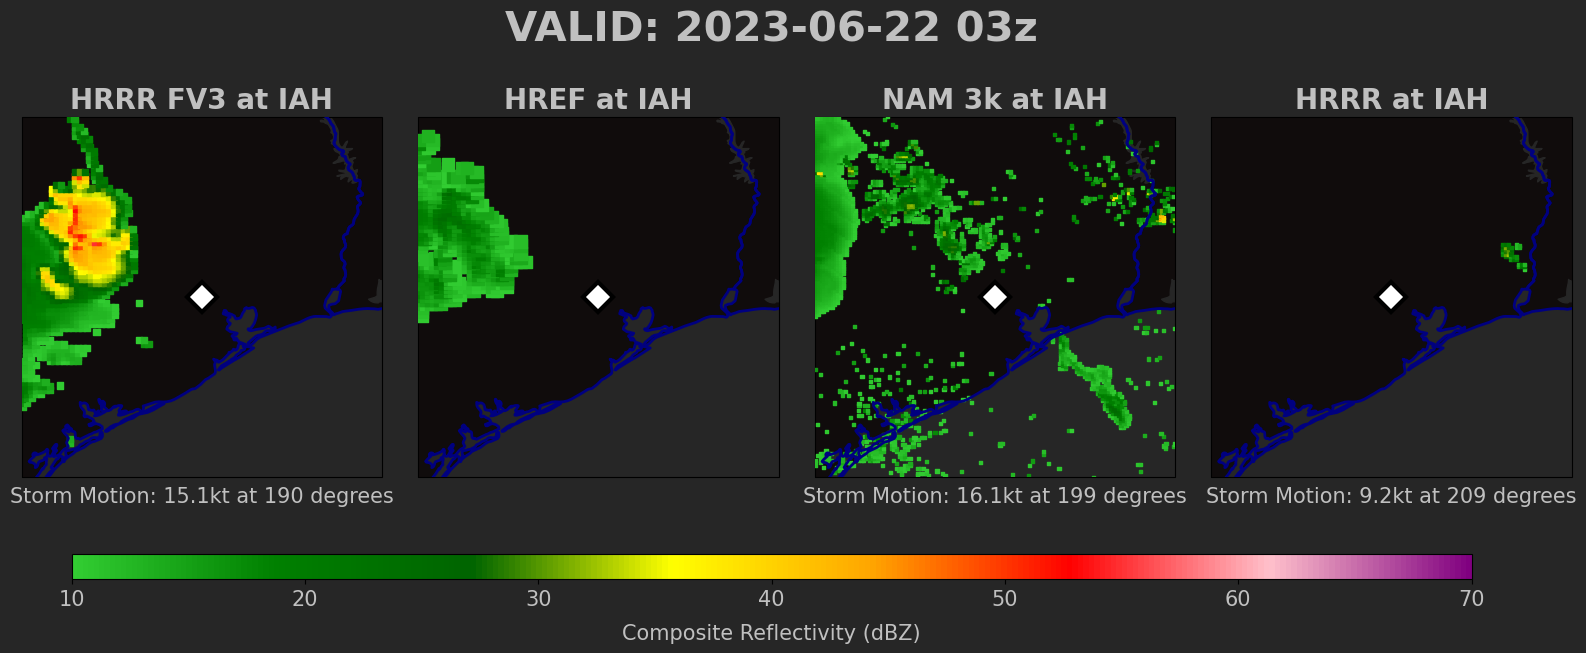 VALID: 2023-06-22 03z
HRRR FV3 at IAH
HREF at IAH
NAM 3k at IAH
HRRR at IAH
Storm Motion: 15.1kt at 190 degrees
Storm Motion: 16.1kt at 199 degrees
Storm Motion: 9.2kt at 209 degrees
10 20 30 40 50 60 70
Composite Reflectivity (dBZ)